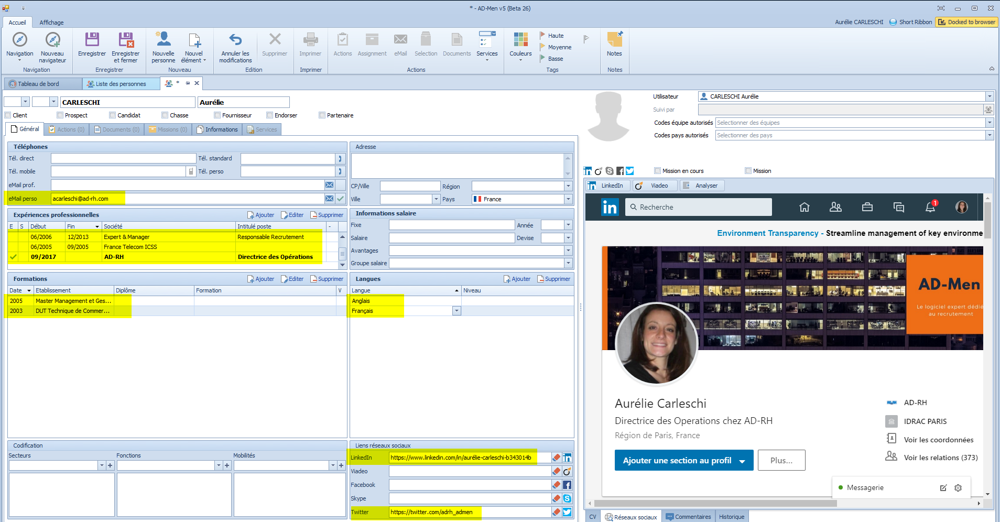 * - AD-Men v5 (Beta 26)
Accueil
Affichage
Aurélie CARLESCHI
Short Ribbon
Docked to browser
Navigation
Nouveau navigateur
Enregistrer
Enregistrer et fermer
Nouvelle personne
Nouvel élément
Annuler les modifications
Supprimer
Imprimer
Actions
Assignment
eMail
Selection
Documents
Services
Couleurs
Haute
Moyenne
Basse
Notes
Navigation
Enregistrer
Nouveau
Edition
Imprimer
Actions
Tags
Notes
Tableau de bord
Liste des personnes
*
CARLESCHI
Aurélie
Client
Prospect
Candidat
Chasse
Fournisseur
Endorser
Partenaire
Général
Actions (0)
Documents (0)
Missions (0)
Informations
Services
Utilisateur
CARLESCHI Aurélie
Suivi par
Codes équipe autorisés
Selectionner des équipes
Codes pays autorisés
Selectionner des pays
Mission en cours
Mission
Téléphones
Tél. direct
Tél. standard
Tél. mobile
Tél. perso
eMail prof.
eMail perso
acarleschi@ad-rh.com
Adresse
CP/Ville
Région
Ville
Pays
France
Expériences professionnelles
Ajouter
Editer
Supprimer
E S Début Fin Société Intitulé poste -
06/2006 12/2013 Expert & Manager Responsable Recrutement
06/2005 09/2005 France Telecom ICSS
09/2017 AD-RH Directrice des Opérations
Informations salaire
Fixe
Année
Salaire
Devise
Avantages
Groupe salaire
Formations
Ajouter
Editer
Supprimer
Date Etablissement Diplôme Formation V
2005 Master Management et Ges...
2003 DUT Technique de Commer...
Langues
Ajouter
Supprimer
Langue Niveau
Anglais
Français
Codification
Secteurs
Fonctions
Mobilités
Liens réseaux sociaux
LinkedIn
https://www.linkedin.com/in/aurélie-carleschi-b343014b
Viadeo
Facebook
Skype
Twitter
https://twitter.com/adrh_admen
LinkedIn
Viadeo
Analyser
in
Recherche
1
Environment Transparency - Streamline management of key environme
AD-Men
Le logiciel expert dédié
au recrutement
Aurélie Carleschi
Directrice des Operations chez AD-RH
Région de Paris, France
AD-RH
IDRAC PARIS
Voir les coordonnées
Voir les relations (373)
Ajouter une section au profil
Plus...
Messagerie
CV
Réseaux sociaux
Commentaires
Historique